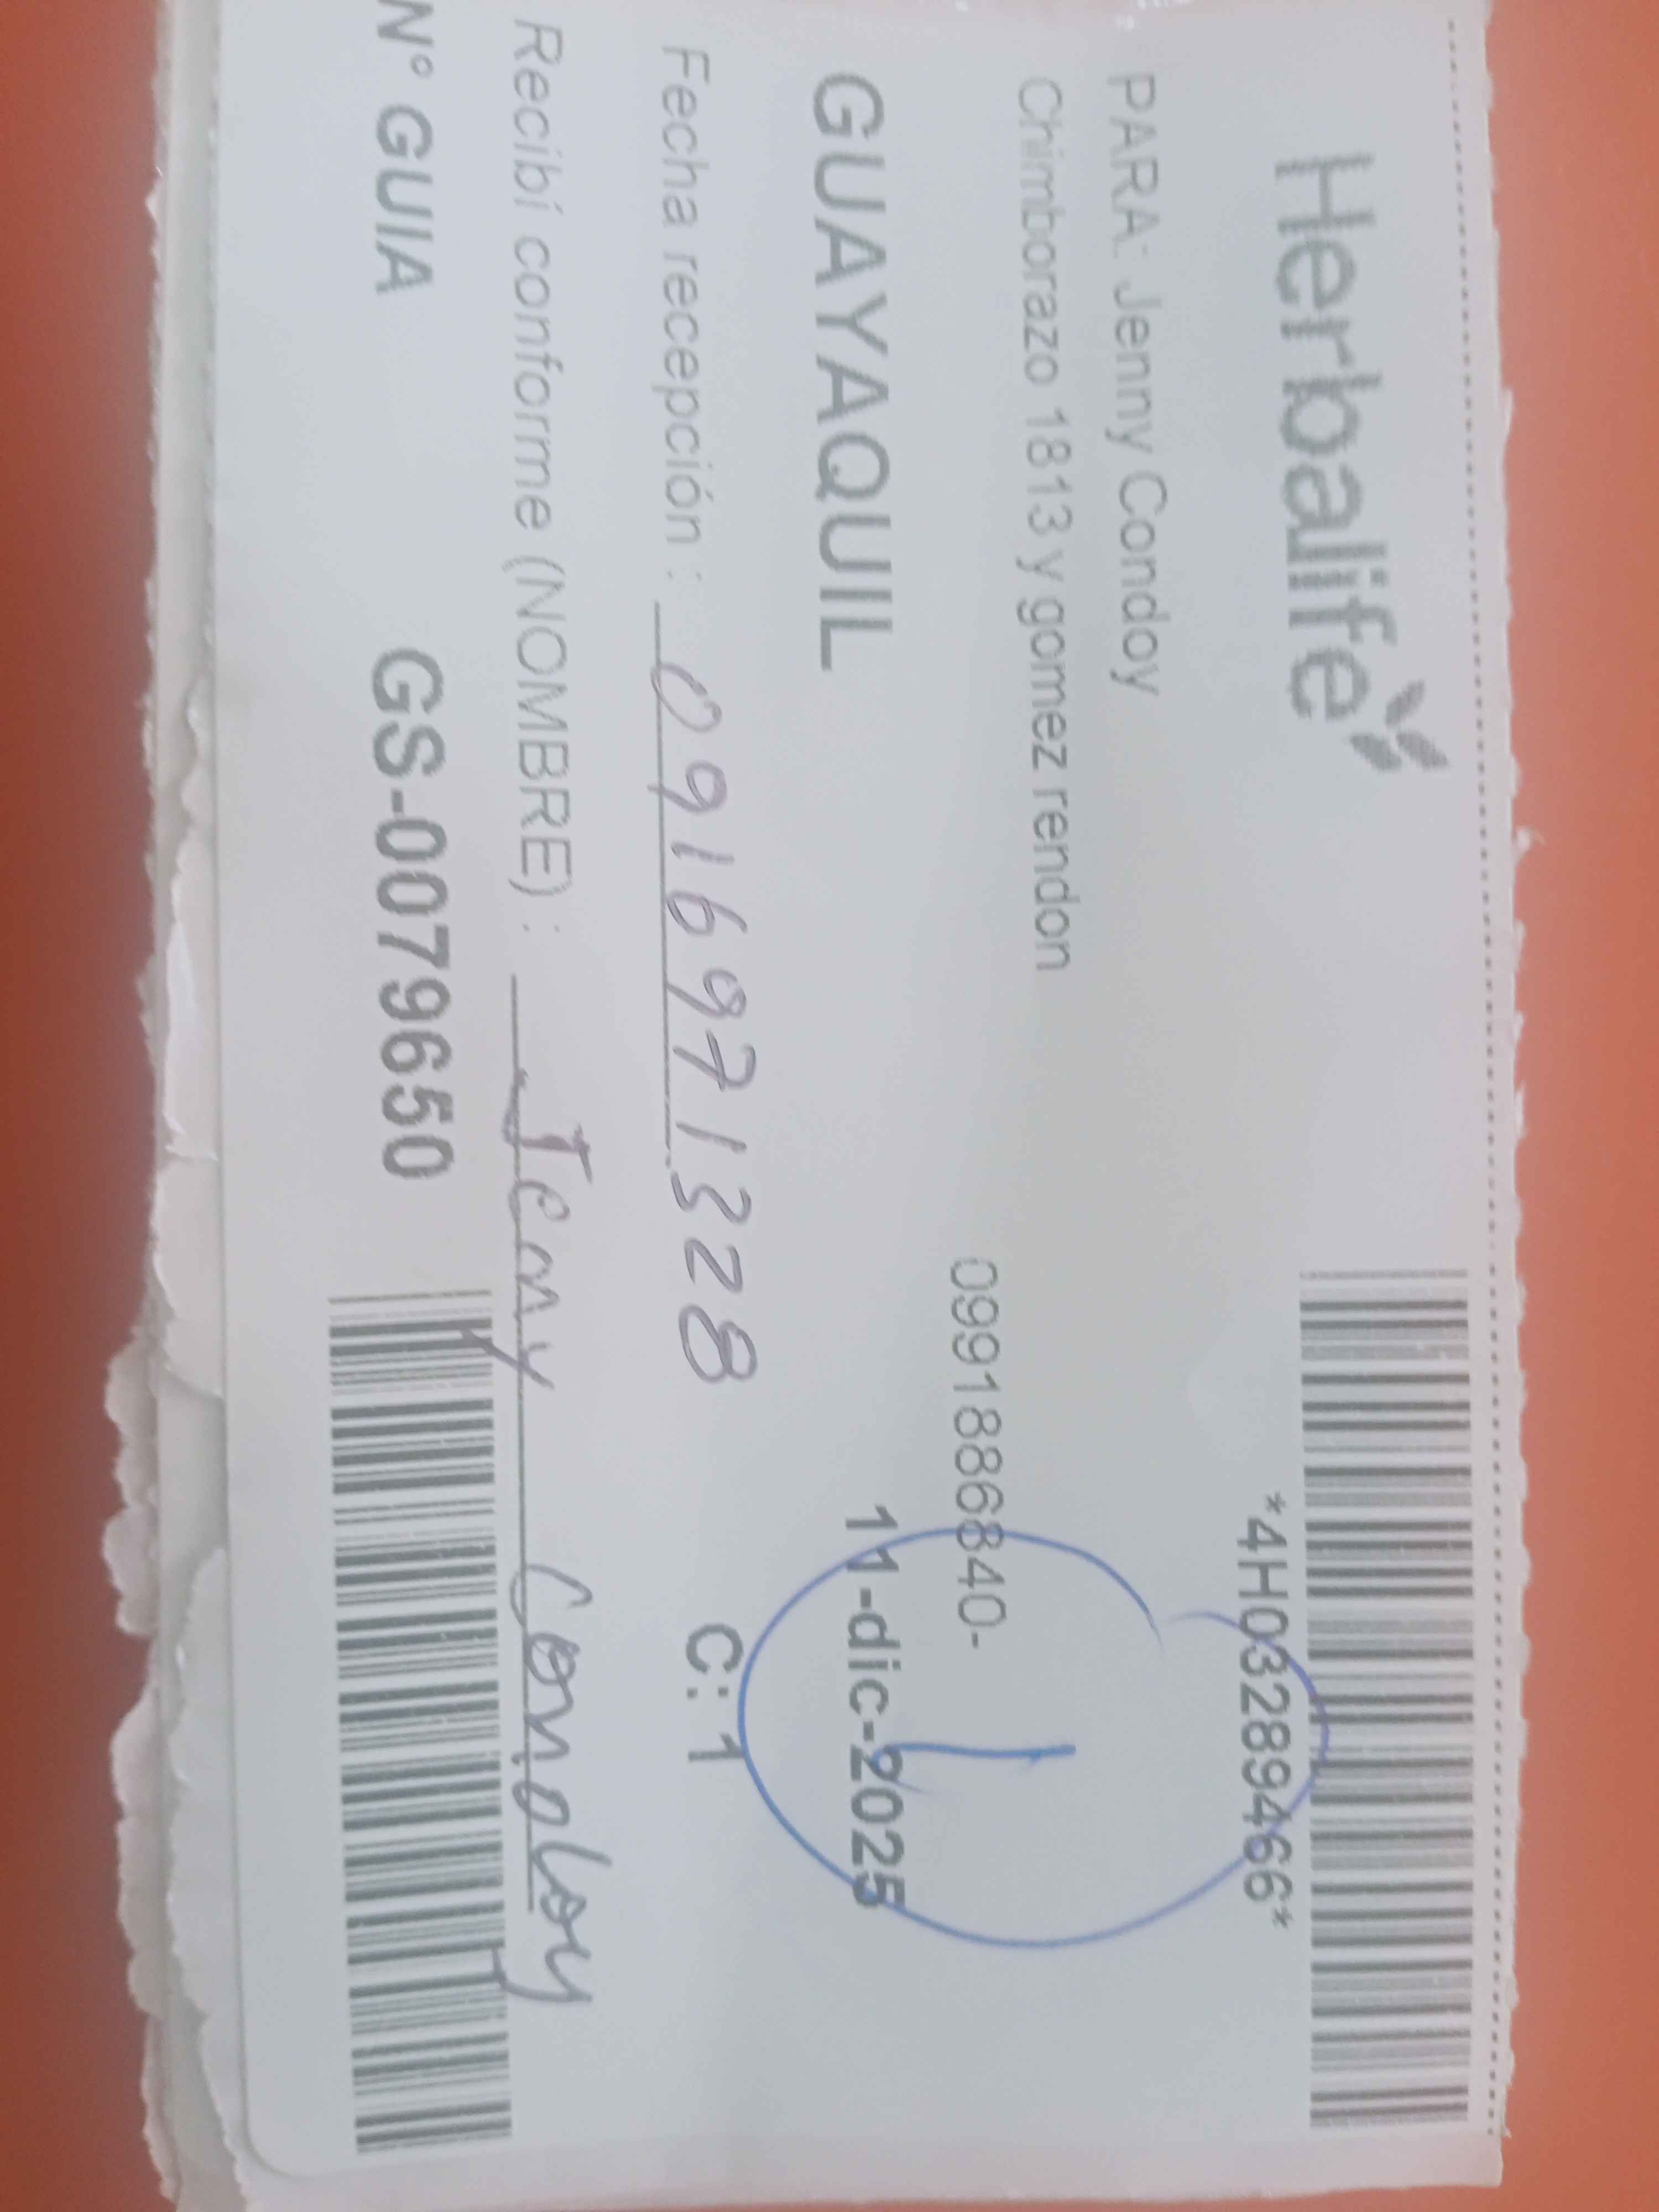 Herbalife
*4H03289466*
PARA: Jenny Condoy
Chimborazo 1813 y gomez rendon
0991886840-
GUAYAQUIL 11-dic-2025
1
Fecha recepción : 0916971328 C: 1
Recibí conforme (NOMBRE) : Jenny Condoy
N° GUIA GS-00796650